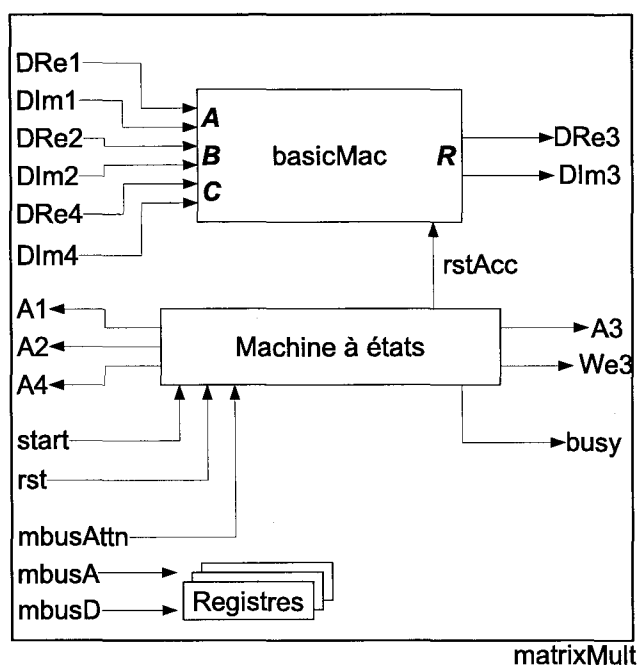 DRe1
DIm1
DRe2
DIm2
DRe4
DIm4
A
B
C
basicMac
R
DRe3
DIm3
rstAcc
A1
A2
A4
Machine à états
A3
We3
busy
start
rst
mbusAttn
mbusA
mbusD
Registres
matrixMult